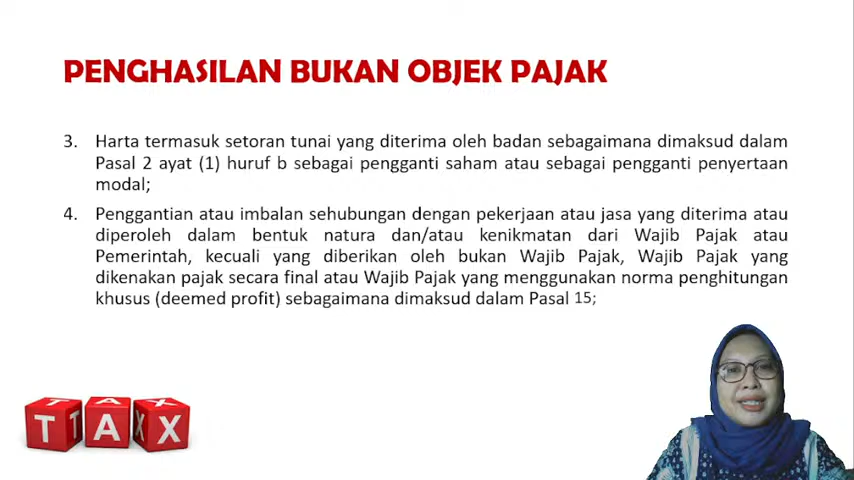 PENGHASILAN BUKAN OBJEK PAJAK
3. Harta termasuk setoran tunai yang diterima oleh badan sebagaimana dimaksud dalam
Pasal 2 ayat (1) huruf b sebagai pengganti saham atau sebagai pengganti penyertaan
modal;
4. Penggantian atau imbalan sehubungan dengan pekerjaan atau jasa yang diterima atau
diperoleh dalam bentuk natura dan/atau kenikmatan dari Wajib Pajak atau
Pemerintah, kecuali yang diberikan oleh bukan Wajib Pajak, Wajib Pajak yang
dikenakan pajak secara final atau Wajib Pajak yang menggunakan norma penghitungan
khusus (deemed profit) sebagaimana dimaksud dalam Pasal 15;
T A X
T T A X X